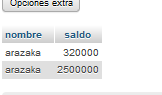 Opciones extra
nombre saldo
arazaka 320000
arazaka 2500000